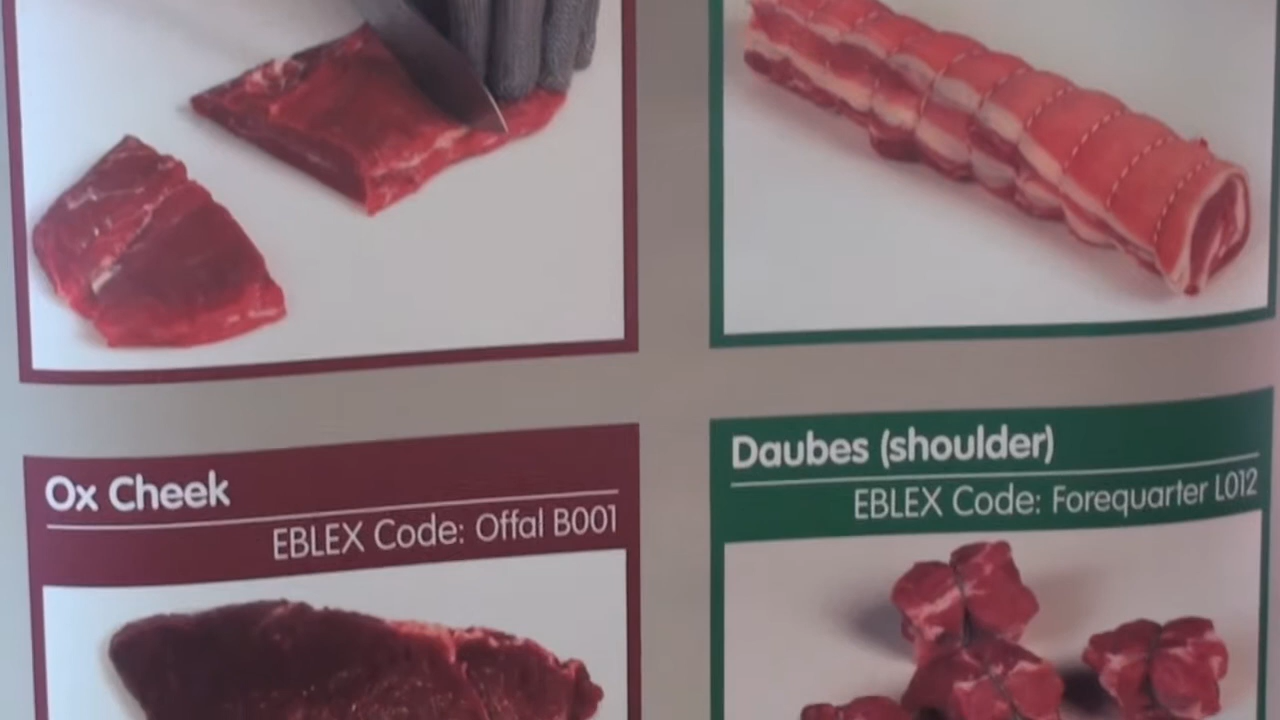 Ox Cheek
EBLEX Code: Offal B001
Daubes (shoulder)
EBLEX Code: Forequarter L012